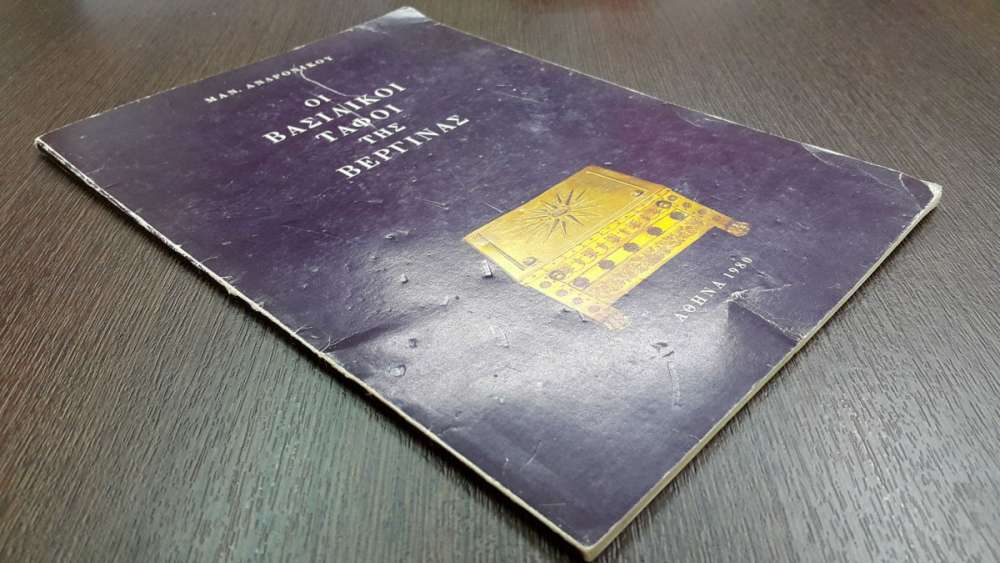 ΜΑΝ. ΑΝΔΡΟΝΙΚΟΥ
ΟΙ
ΒΑΣΙΛΙΚΟΙ
ΤΑΦΟΙ
ΤΗΣ
ΒΕΡΓΙΝΑΣ
ΑΘΗΝΑ 1980